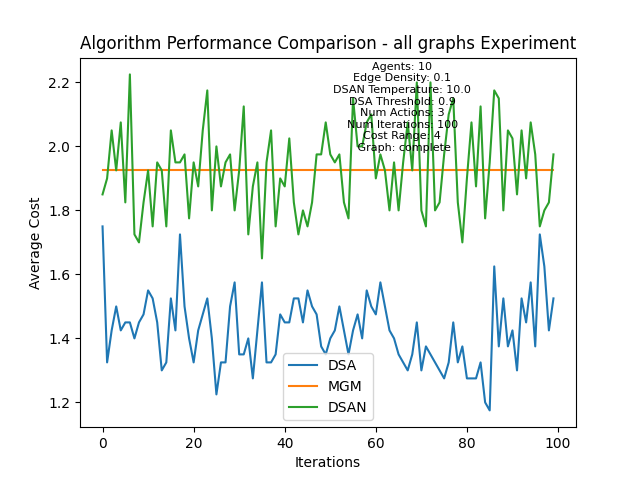 Algorithm Performance Comparison - all graphs Experiment
Agents: 10
Edge Density: 0.1
DSAN Temperature: 10.0
DSA Threshold: 0.9
Num Actions: 3
Num Iterations: 100
Cost Range: 4
Graph: complete
2.2
2.0
1.8
1.6
1.4
1.2
Average Cost
DSA
MGM
DSAN
0
20
40
60
80
100
Iterations